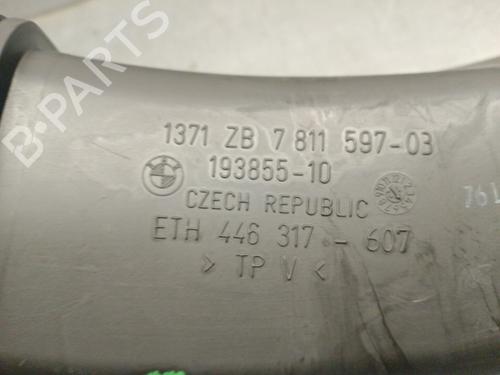 1371 ZB 7 811 597-03
193855-10
CZECH REPUBLIC
ETH 446 317 - 607
> TP V <
B-PARTS